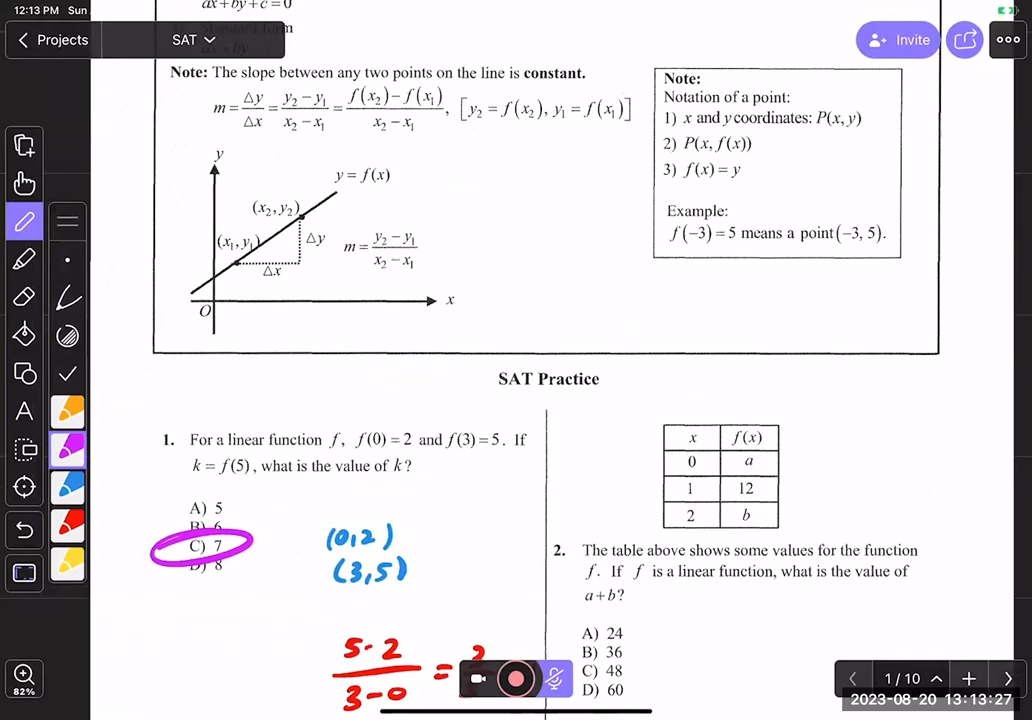 12:13 PM Sun
ax+by+c=0
Projects
SAT
Invite
Note: The slope between any two points on the line is constant.
m = Δy/Δx = (y₂ − y₁)/(x₂ − x₁) = (f(x₂) − f(x₁))/(x₂ − x₁), [y₂ = f(x₂), y₁ = f(x₁)]
Note:
Notation of a point:
1) x and y coordinates: P(x, y)
2) P(x, f(x))
3) f(x) = y
Example:
f(−3) = 5 means a point (−3, 5).
y
y = f(x)
(x₂, y₂)
(x₁, y₁)
Δy
m = (y₂ − y₁)/(x₂ − x₁)
Δx
x
O
SAT Practice
1. For a linear function f, f(0) = 2 and f(3) = 5. If
k = f(5), what is the value of k?
A) 5
B) 6
C) 7
D) 8
(0,2)
(3,5)
5-2
3-0
=
x f(x)
0 a
1 12
2 b
2. The table above shows some values for the function
f. If f is a linear function, what is the value of
a+b?
A) 24
B) 36
C) 48
D) 60
A
82%
1 / 10
2023-08-20 13:13:27